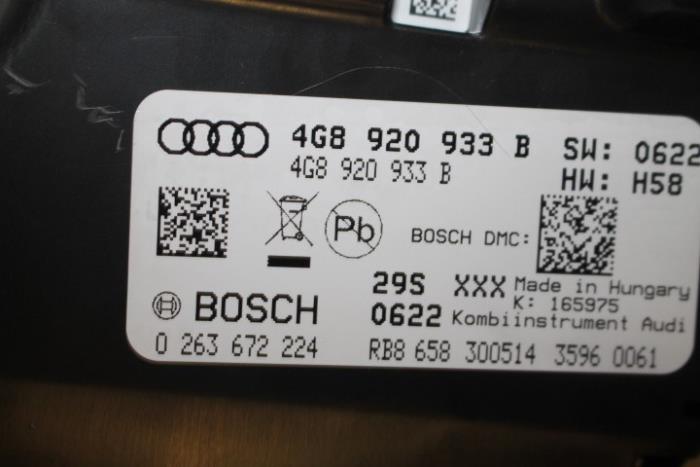 4G8 920 933 B SW: 0622
4G8 920 933 B HW: H58
Pb BOSCH DMC:
29S XXX Made in Hungary
K: 165975
BOSCH 0622 Kombiinstrument Audi
0 263 672 224 RB8 658 300514 3596 0061